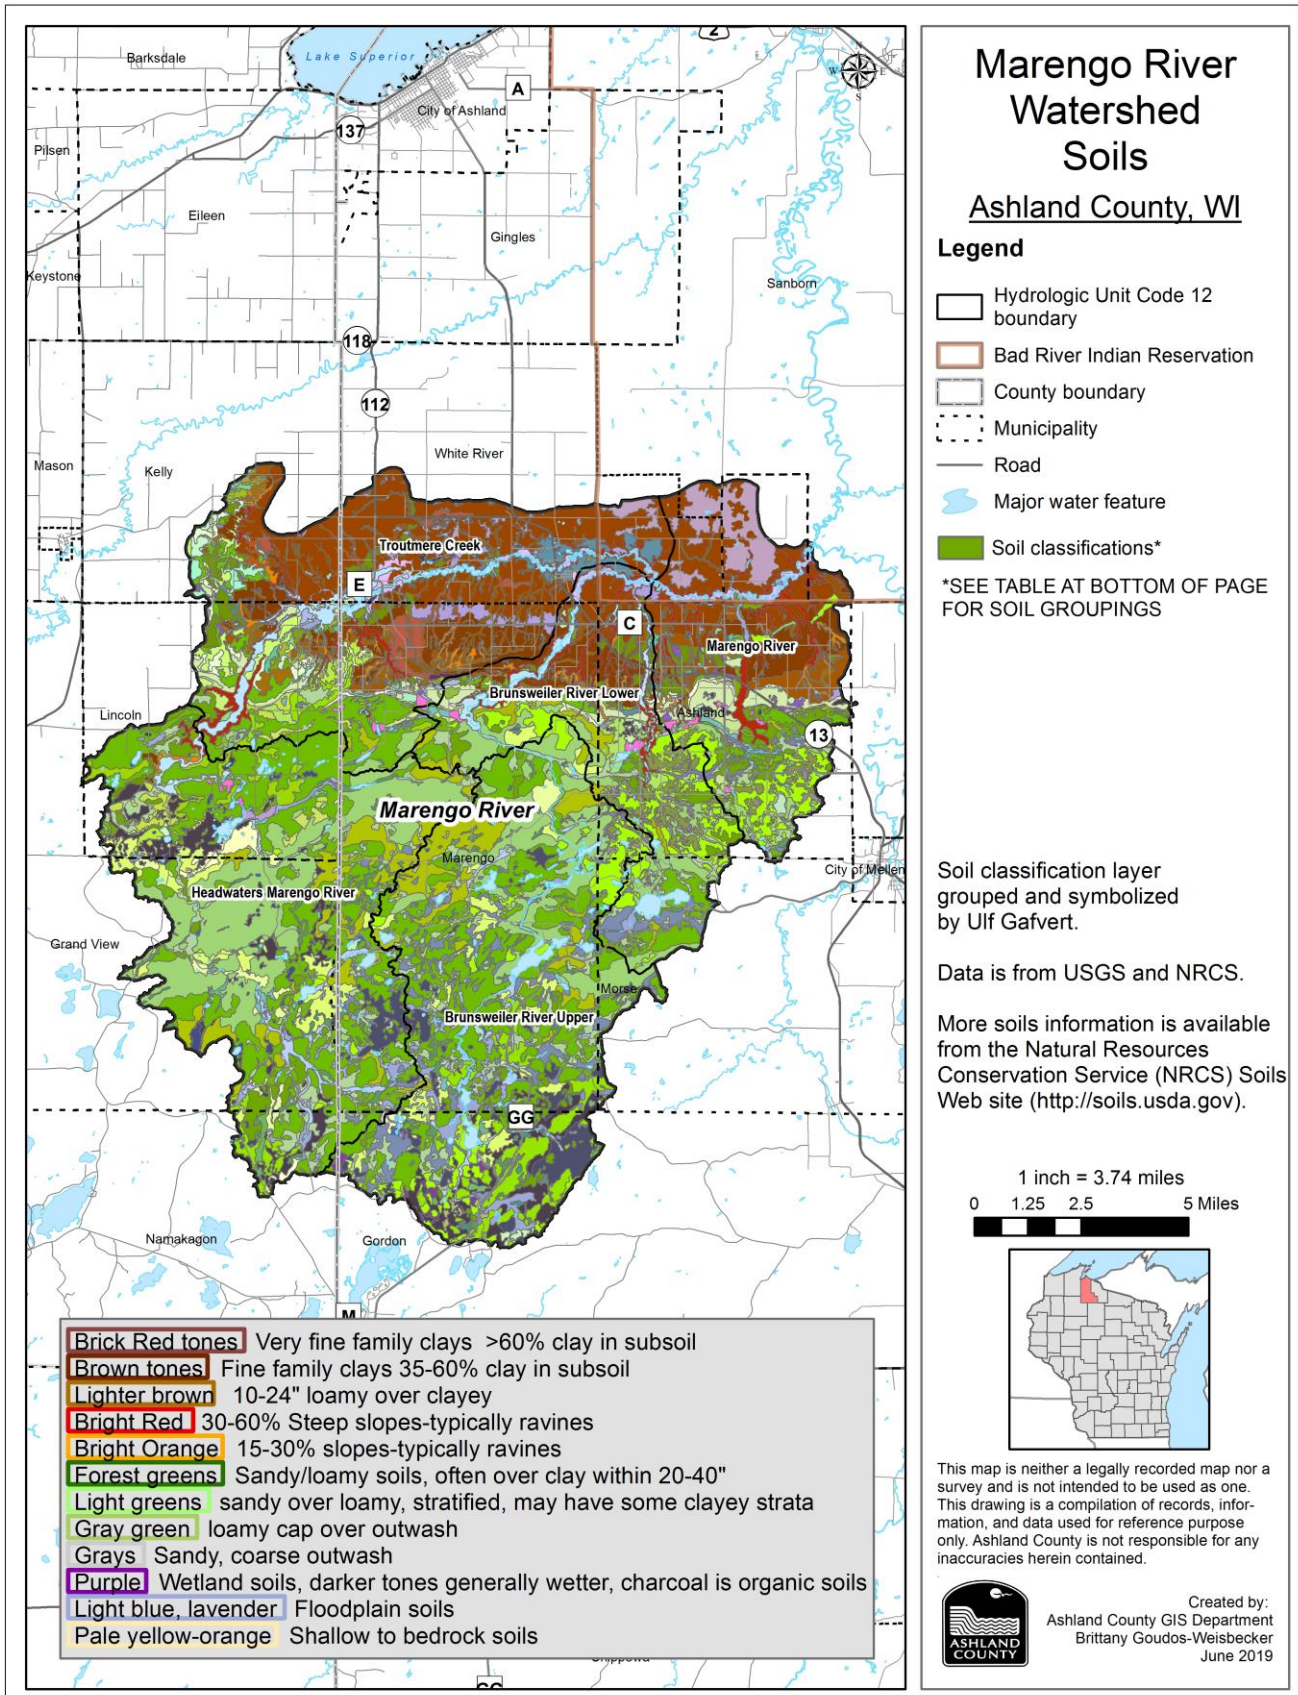 Marengo River
Watershed
Soils
Ashland County, WI
Legend
Hydrologic Unit Code 12
boundary
Bad River Indian Reservation
County boundary
Municipality
Road
Major water feature
Soil classifications*
*SEE TABLE AT BOTTOM OF PAGE
FOR SOIL GROUPINGS
Soil classification layer
grouped and symbolized
by Ulf Gafvert.
Data is from USGS and NRCS.
More soils information is available
from the Natural Resources
Conservation Service (NRCS) Soils
Web site (http://soils.usda.gov).
1 inch = 3.74 miles
0 1.25 2.5 5 Miles
This map is neither a legally recorded map nor a
survey and is not intended to be used as one.
This drawing is a compilation of records, infor-
mation, and data used for reference purpose
only. Ashland County is not responsible for any
inaccuracies herein contained.
ASHLAND
COUNTY
Created by:
Ashland County GIS Department
Brittany Goudos-Weisbecker
June 2019
2
Barksdale
Lake Superior
W E
S
A
City of Ashland
137
Pilsen
Eileen
Gingles
Keystone
Sanborn
118
112
White River
Mason
Kelly
Troutmere Creek
E
C
Marengo River
Brunsweiler River Lower
Lincoln
Ashland
13
Marengo River
Marengo
City of Mellen
Headwaters Marengo River
Grand View
Morse
Brunsweiler River Upper
GG
Namakagon
Gordon
M
Brick Red tones Very fine family clays >60% clay in subsoil
Brown tones Fine family clays 35-60% clay in subsoil
Lighter brown 10-24" loamy over clayey
Bright Red 30-60% Steep slopes-typically ravines
Bright Orange 15-30% slopes-typically ravines
Forest greens Sandy/loamy soils, often over clay within 20-40"
Light greens sandy over loamy, stratified, may have some clayey strata
Gray green loamy cap over outwash
Grays Sandy, coarse outwash
Purple Wetland soils, darker tones generally wetter, charcoal is organic soils
Light blue, lavender Floodplain soils
Pale yellow-orange Shallow to bedrock soils